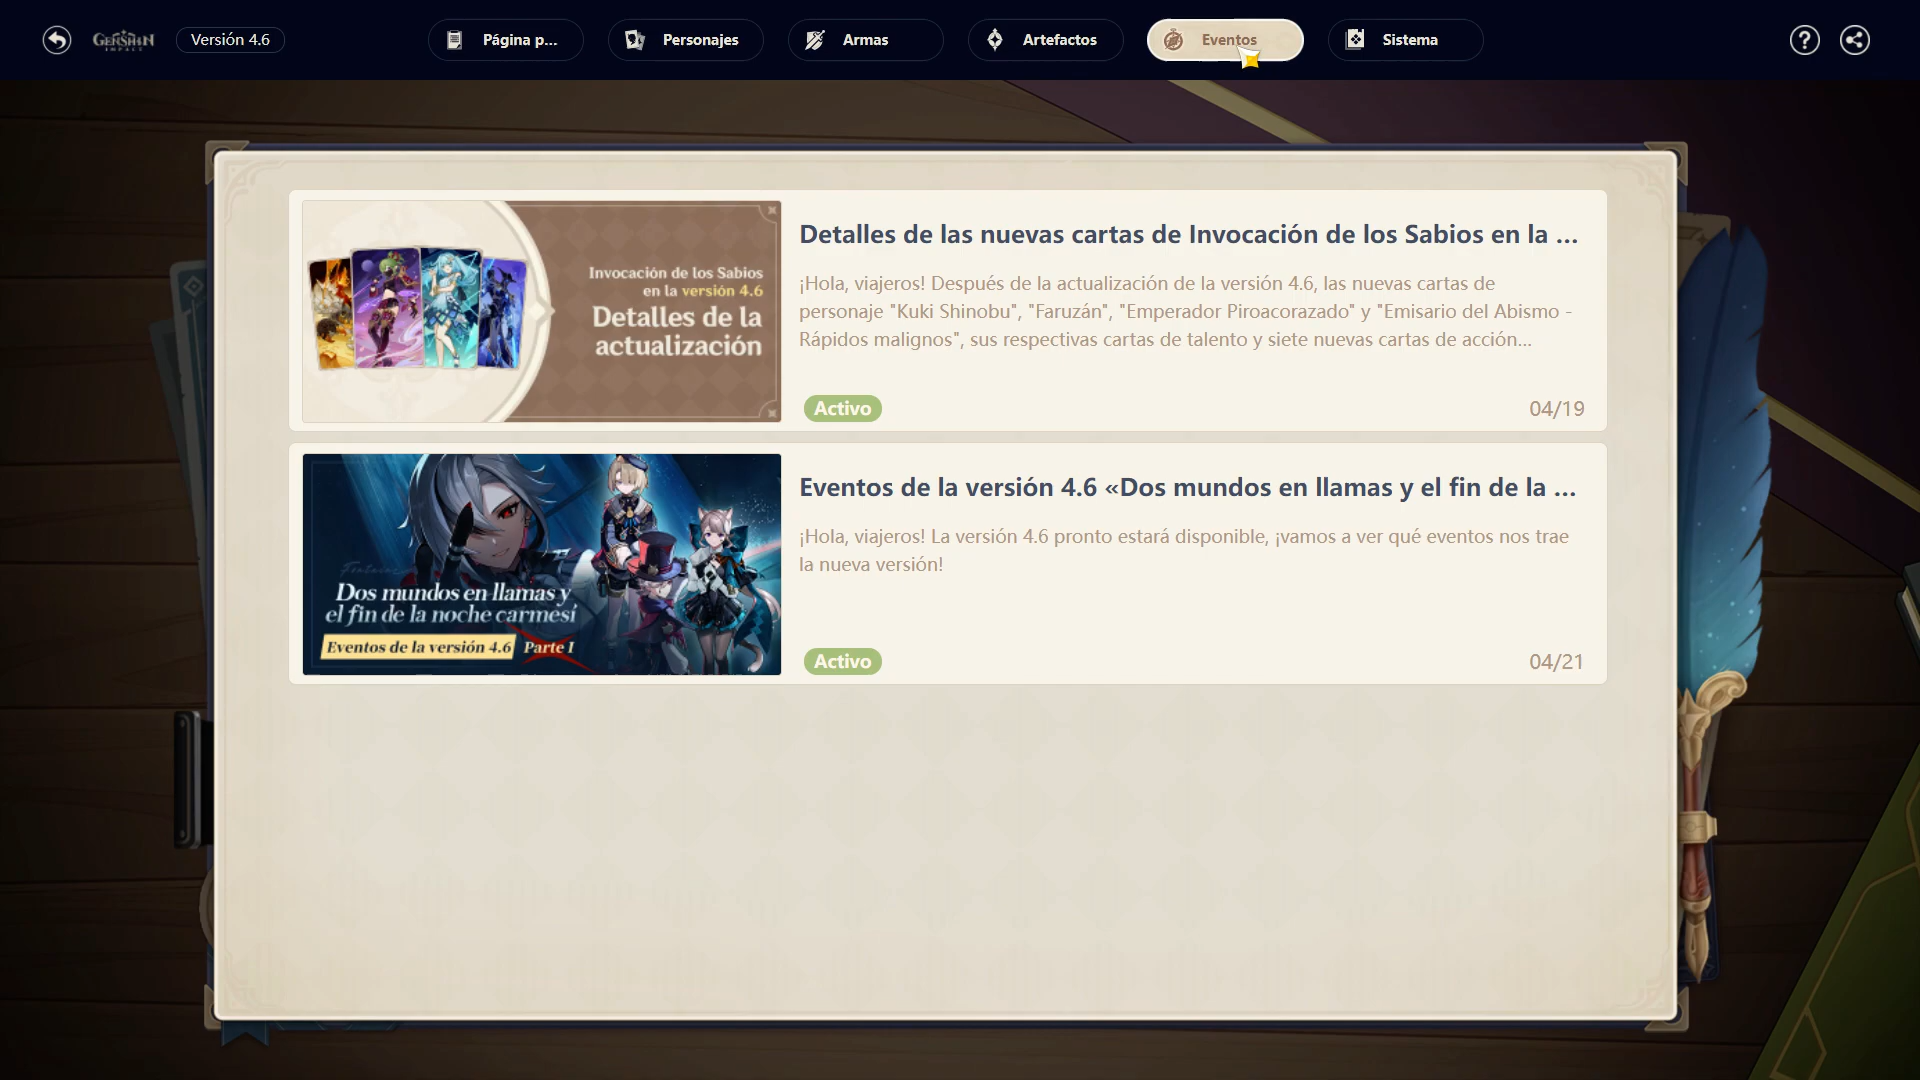 GENSHIN
IMPACT
Versión 4.6
Página p...
Personajes
Armas
Artefactos
Eventos
Sistema
Invocación de los Sabios
en la versión 4.6
Detalles de la
actualización
Detalles de las nuevas cartas de Invocación de los Sabios en la ...
¡Hola, viajeros! Después de la actualización de la versión 4.6, las nuevas cartas de
personaje "Kuki Shinobu", "Faruzán", "Emperador Piroacorazado" y "Emisario del Abismo -
Rápidos malignos", sus respectivas cartas de talento y siete nuevas cartas de acción...
Activo
04/19
Dos mundos en llamas y
el fin de la noche carmesí
Eventos de la versión 4.6 Parte I
Eventos de la versión 4.6 «Dos mundos en llamas y el fin de la ...
¡Hola, viajeros! La versión 4.6 pronto estará disponible, ¡vamos a ver qué eventos nos trae
la nueva versión!
Activo
04/21